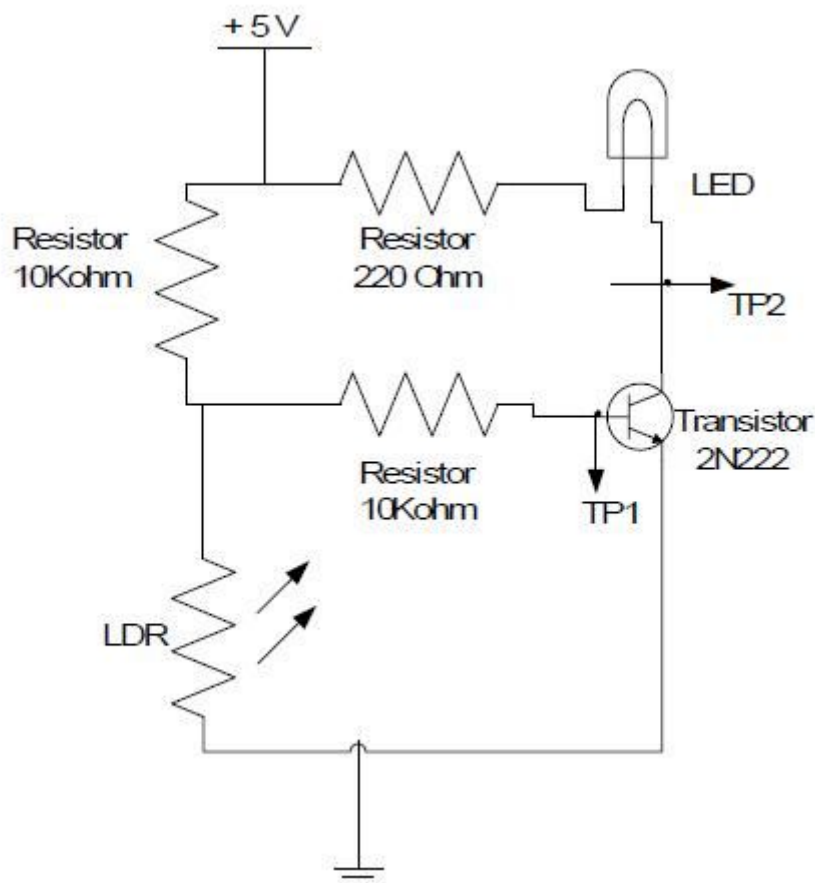 +5V
LED
Resistor
10Kohm
Resistor
220 Ohm
TP2
Transistor
2N222
Resistor
10Kohm
TP1
LDR